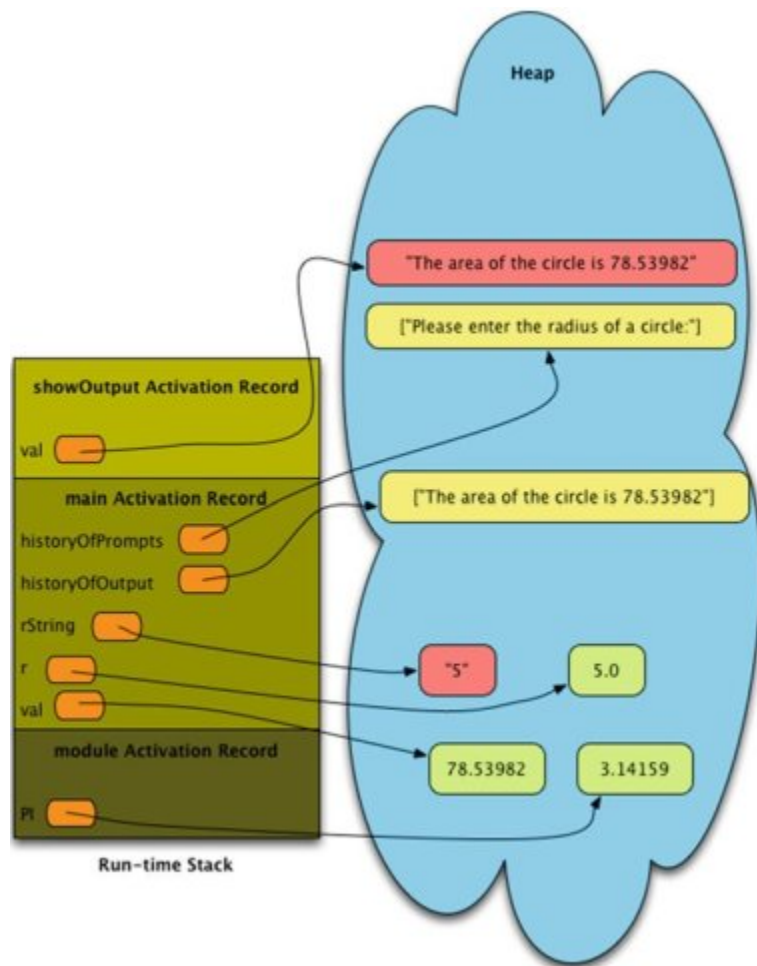 Heap
"The area of the circle is 78.53982"
["Please enter the radius of a circle:"]
showOutput Activation Record
val
main Activation Record
["The area of the circle is 78.53982"]
historyOfPrompts
historyOfOutput
rString
"5"
5.0
r
val
module Activation Record
78.53982
3.14159
PI
Run-time Stack